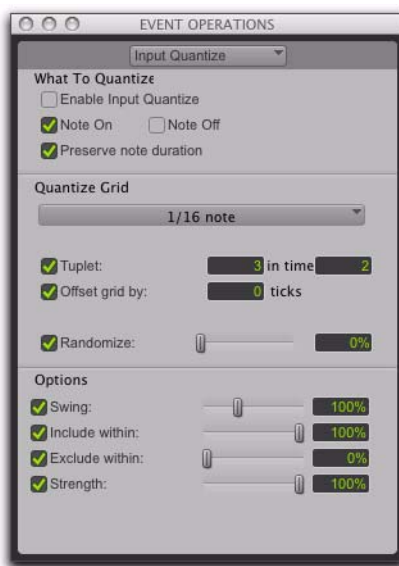 EVENT OPERATIONS
Input Quantize
What To Quantize
Enable Input Quantize
Note On Note Off
Preserve note duration
Quantize Grid
1/16 note
Tuplet: 3 in time 2
Offset grid by: 0 ticks
Randomize: 0%
Options
Swing: 100%
Include within: 100%
Exclude within: 0%
Strength: 100%